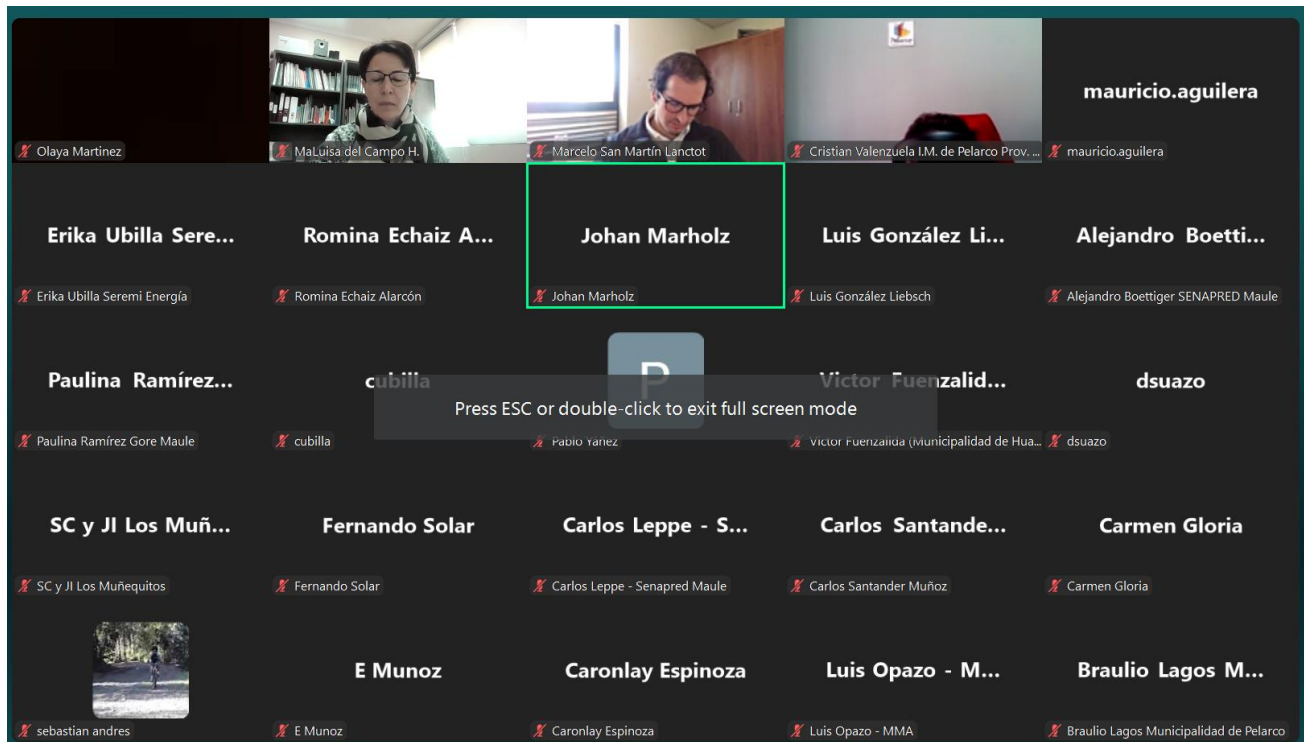 Olaya Martinez
MaLuisa del Campo H.
Marcelo San Martín Lanctot
Cristian Valenzuela I.M. de Pelarco Prov. ...
mauricio.aguilera
mauricio.aguilera
Erika Ubilla Sere...
Romina Echaiz A...
Johan Marholz
Luis González Li...
Alejandro Boetti...
Erika Ubilla Seremi Energía
Romina Echaiz Alarcón
Johan Marholz
Luis González Liebsch
Alejandro Boettiger SENAPRED Maule
Paulina Ramírez...
cubilla
P
Victor Fuenzalid...
dsuazo
Press ESC or double-click to exit full screen mode
Paulina Ramírez Gore Maule
cubilla
Pablo Yañez
Victor Fuenzalida (Municipalidad de Hua...
dsuazo
SC y JI Los Muñ...
Fernando Solar
Carlos Leppe - S...
Carlos Santande...
Carmen Gloria
SC y JI Los Muñequitos
Fernando Solar
Carlos Leppe - Senapred Maule
Carlos Santander Muñoz
Carmen Gloria
E Munoz
Caronlay Espinoza
Luis Opazo - M...
Braulio Lagos M...
sebastian andres
E Munoz
Caronlay Espinoza
Luis Opazo - MMA
Braulio Lagos Municipalidad de Pelarco